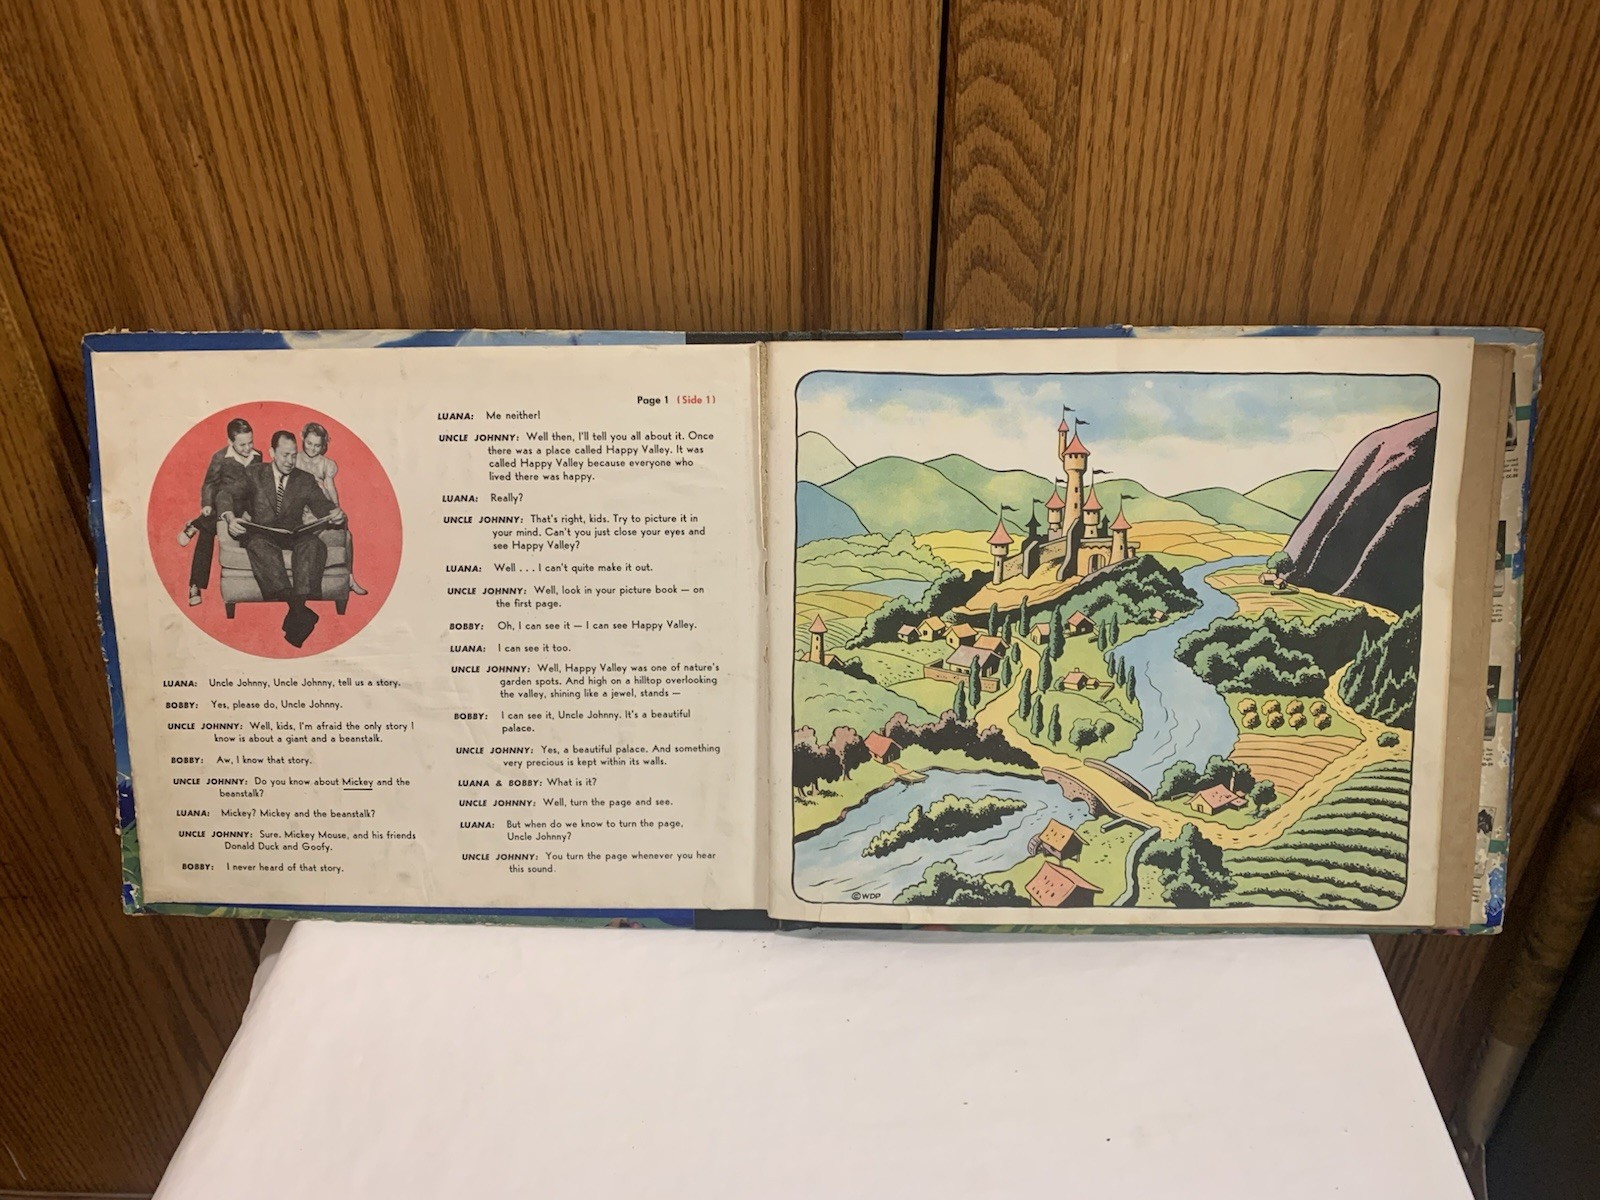 LUANA: Uncle Johnny, Uncle Johnny, tell us a story.
BOBBY: Yes, please do, Uncle Johnny.
UNCLE JOHNNY: Well, kids, I'm afraid the only story I
know is about a giant and a beanstalk.
BOBBY: Aw, I know that story.
UNCLE JOHNNY: Do you know about Mickey and the
beanstalk?
LUANA: Mickey? Mickey and the beanstalk?
UNCLE JOHNNY: Sure. Mickey Mouse, and his friends
Donald Duck and Goofy.
BOBBY: I never heard of that story.
Page 1 (Side 1)
LUANA: Me neither!
UNCLE JOHNNY: Well then, I'll tell you all about it. Once
there was a place called Happy Valley. It was
called Happy Valley because everyone who
lived there was happy.
LUANA: Really?
UNCLE JOHNNY: That's right, kids. Try to picture it in
your mind. Can't you just close your eyes and
see Happy Valley?
LUANA: Well . . . I can't quite make it out.
UNCLE JOHNNY: Well, look in your picture book — on
the first page.
BOBBY: Oh, I can see it — I can see Happy Valley.
LUANA: I can see it too.
UNCLE JOHNNY: Well, Happy Valley was one of nature's
garden spots. And high on a hilltop overlooking
the valley, shining like a jewel, stands —
BOBBY: I can see it, Uncle Johnny. It's a beautiful
palace.
UNCLE JOHNNY: Yes, a beautiful palace. And something
very precious is kept within its walls.
LUANA & BOBBY: What is it?
UNCLE JOHNNY: Well, turn the page and see.
LUANA: But when do we know to turn the page,
Uncle Johnny?
UNCLE JOHNNY: You turn the page whenever you hear
this sound.
©WDP